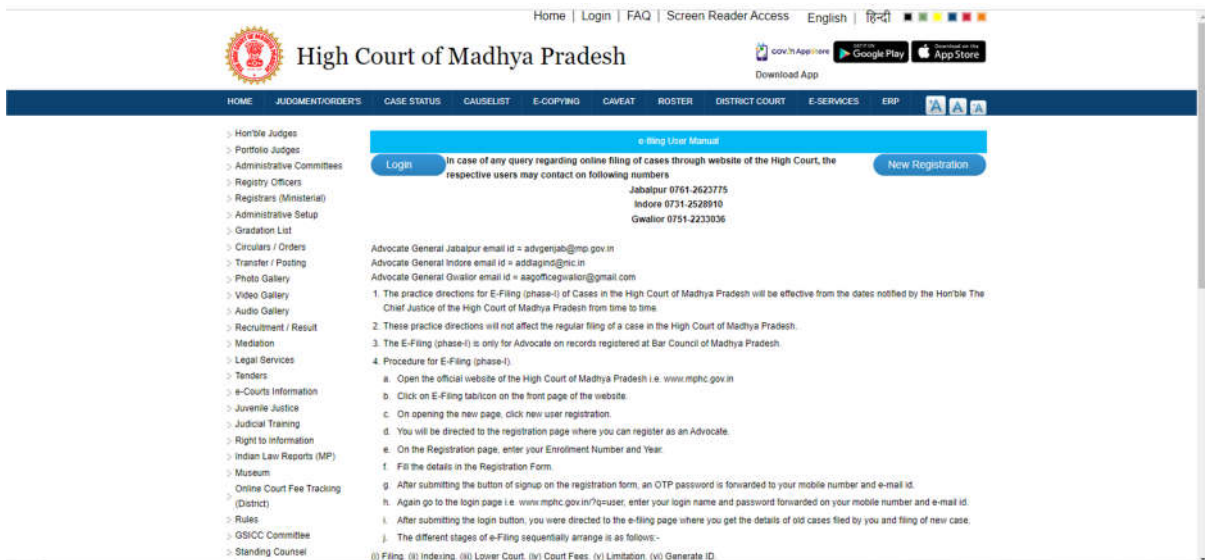 Home | Login | FAQ | Screen Reader Access English | हिन्दी
High Court of Madhya Pradesh
GET IT ON
Google Play
Download on the
App Store
Download App
HOME JUDGMENT/ORDER'S CASE STATUS CAUSELIST E-COPYING CAVEAT ROSTER DISTRICT COURT E-SERVICES ERP
A A A
Hon'ble Judges
Portfolio Judges
Administrative Committees
Registry Officers
Registrars (Ministerial)
Administrative Setup
Gradation List
Circulars / Orders
Transfer / Posting
Photo Gallery
Video Gallery
Audio Gallery
Recruitment / Result
Mediation
Legal Services
Tenders
e-Courts Information
Juvenile Justice
Judicial Training
Right to Information
Indian Law Reports (MP)
Museum
Online Court Fee Tracking
(District)
Rules
GSICC Committee
Standing Counsel
e-filing User Manual
Login
In case of any query regarding online filing of cases through website of the High Court, the
respective users may contact on following numbers
New Registration
Jabalpur 0761-2623775
Indore 0731-2528910
Gwalior 0751-2233036
Advocate General Jabalpur email id = advgenjab@mp.gov.in
Advocate General Indore email id = addlagind@nic.in
Advocate General Gwalior email id = aagofficegwalior@gmail.com
1. The practice directions for E-Filing (phase-I) of Cases in the High Court of Madhya Pradesh will be effective from the dates notified by the Hon'ble The
Chief Justice of the High Court of Madhya Pradesh from time to time.
2. These practice directions will not affect the regular filing of a case in the High Court of Madhya Pradesh.
3. The E-Filing (phase-I) is only for Advocate on records registered at Bar Council of Madhya Pradesh.
4. Procedure for E-Filing (phase-I).
a. Open the official website of the High Court of Madhya Pradesh i.e. www.mphc.gov.in
b. Click on E-Filing tab/icon on the front page of the website.
c. On opening the new page, click new user registration.
d. You will be directed to the registration page where you can register as an Advocate.
e. On the Registration page, enter your Enrollment Number and Year.
f. Fill the details in the Registration Form.
g. After submitting the button of signup on the registration form, an OTP password is forwarded to your mobile number and e-mail id.
h. Again go to the login page i.e. www.mphc.gov.in/?q=user, enter your login name and password forwarded on your mobile number and e-mail id.
i. After submitting the login button, you were directed to the e-filing page where you get the details of old cases filed by you and filing of new case.
j. The different stages of e-Filing sequentially arrange is as follows:-
(i) Filing, (ii) Indexing, (iii) Lower Court, (iv) Court Fees, (v) Limitation, (vi) Generate ID.